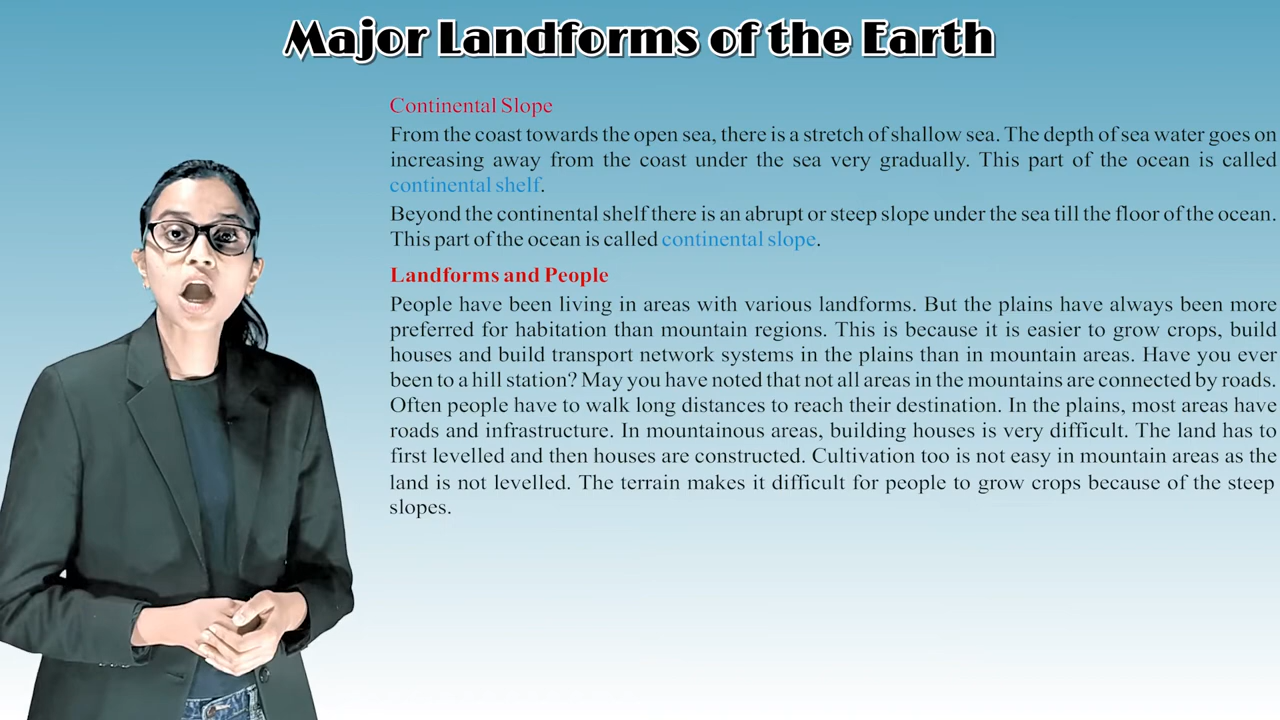 Major Landforms of the Earth
Continental Slope
From the coast towards the open sea, there is a stretch of shallow sea. The depth of sea water goes on
increasing away from the coast under the sea very gradually. This part of the ocean is called
continental shelf.
Beyond the continental shelf there is an abrupt or steep slope under the sea till the floor of the ocean.
This part of the ocean is called continental slope.
Landforms and People
People have been living in areas with various landforms. But the plains have always been more
preferred for habitation than mountain regions. This is because it is easier to grow crops, build
houses and build transport network systems in the plains than in mountain areas. Have you ever
been to a hill station? May you have noted that not all areas in the mountains are connected by roads.
Often people have to walk long distances to reach their destination. In the plains, most areas have
roads and infrastructure. In mountainous areas, building houses is very difficult. The land has to
first levelled and then houses are constructed. Cultivation too is not easy in mountain areas as the
land is not levelled. The terrain makes it difficult for people to grow crops because of the steep
slopes.